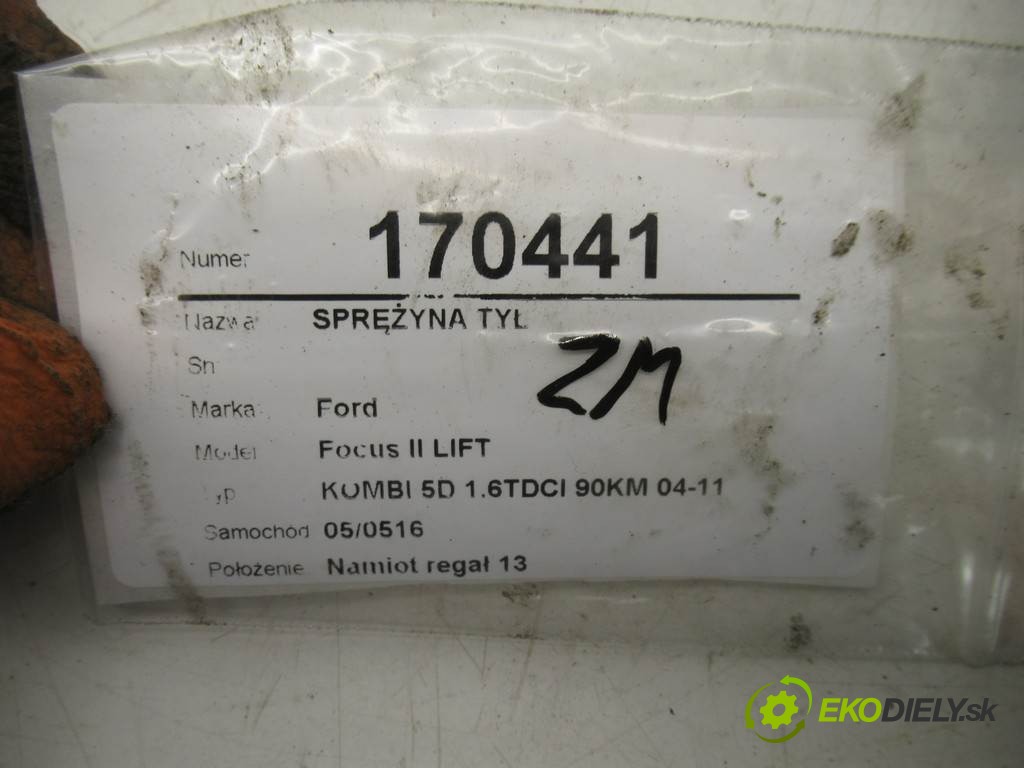 Numer 170441
Nazwa SPRĘŻYNA TYŁ
Sn
ZM
Marka Ford
Model Focus II LIFT
Typ KOMBI 5D 1.6TDCI 90KM 04-11
Samochód 05/0516
Położenie Namiot regał 13
EKODIELY.sk